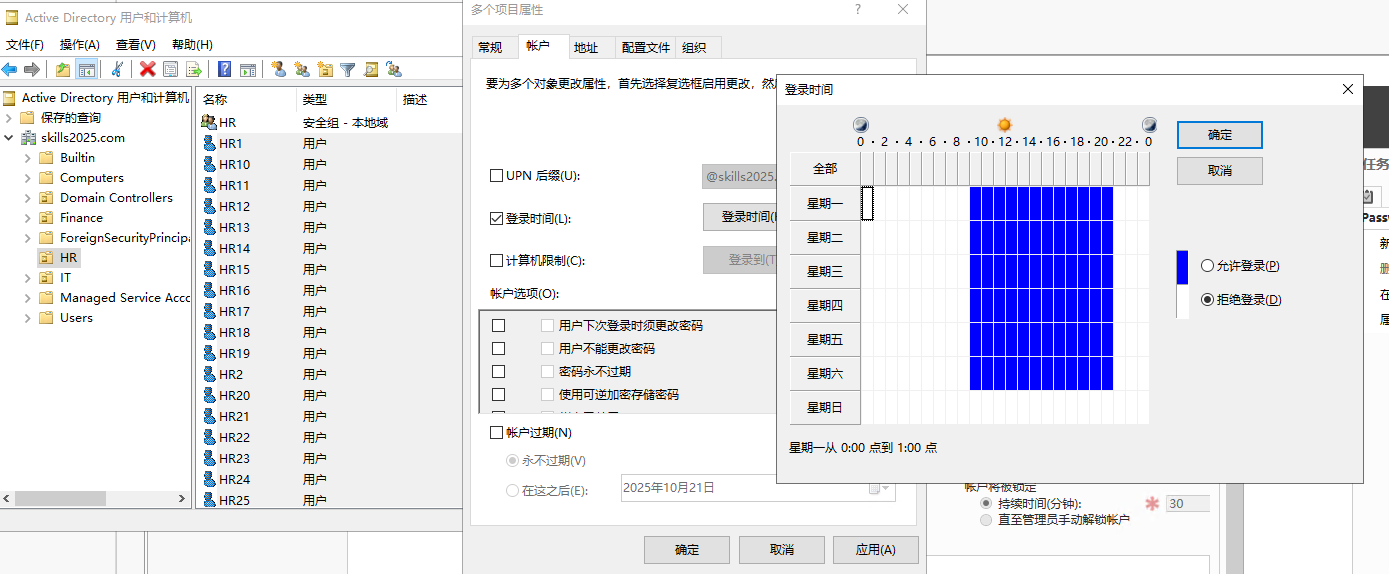 Active Directory 用户和计算机
文件(F) 操作(A) 查看(V) 帮助(H)
Active Directory 用户和计算机
保存的查询
skills2025.com
Builtin
Computers
Domain Controllers
Finance
ForeignSecurityPrincipa
HR
IT
Managed Service Acco
Users
名称 类型 描述
HR 安全组 - 本地域
HR1 用户
HR10 用户
HR11 用户
HR12 用户
HR13 用户
HR14 用户
HR15 用户
HR16 用户
HR17 用户
HR18 用户
HR19 用户
HR2 用户
HR20 用户
HR21 用户
HR22 用户
HR23 用户
HR24 用户
HR25 用户
多个项目属性
?
常规 帐户 地址 配置文件 组织
要为多个对象更改属性，首先选择复选框启用更改，然
UPN 后缀(U): @skills2025.
登录时间(L): 登录时间(
计算机限制(C): 登录到(T
帐户选项(O):
用户下次登录时须更改密码
用户不能更改密码
密码永不过期
使用可逆加密存储密码
帐户过期(N)
永不过期(V)
在这之后(E): 2025年10月21日
确定 取消 应用(A)
登录时间
0 · 2 · 4 · 6 · 8 · 10 · 12 · 14 · 16 · 18 · 20 · 22 · 0
全部
星期一
星期二
星期三
星期四
星期五
星期六
星期日
确定
取消
允许登录(P)
拒绝登录(D)
星期一从 0:00 点到 1:00 点
任务
Passw
新
删
在
属
帐户将被锁定
持续时间(分钟): 30
直至管理员手动解锁帐户